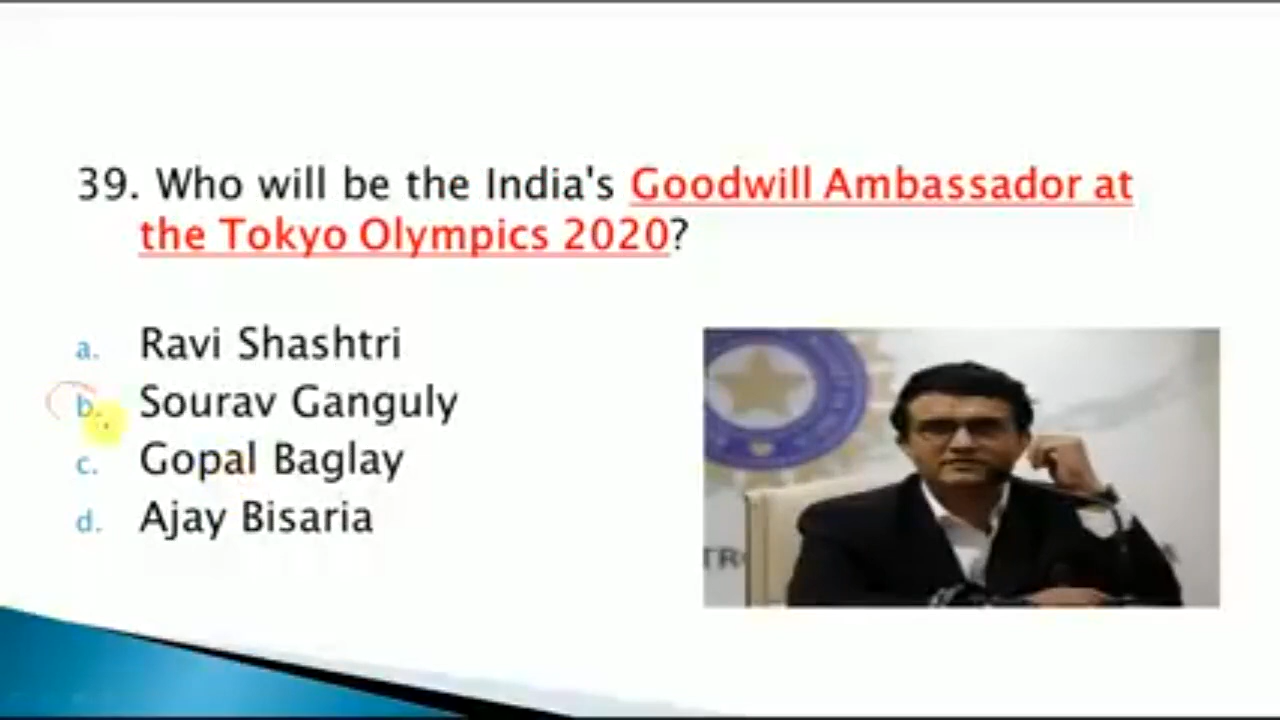 39. Who will be the India's Goodwill Ambassador at
the Tokyo Olympics 2020?
a. Ravi Shashtri
b. Sourav Ganguly
c. Gopal Baglay
d. Ajay Bisaria